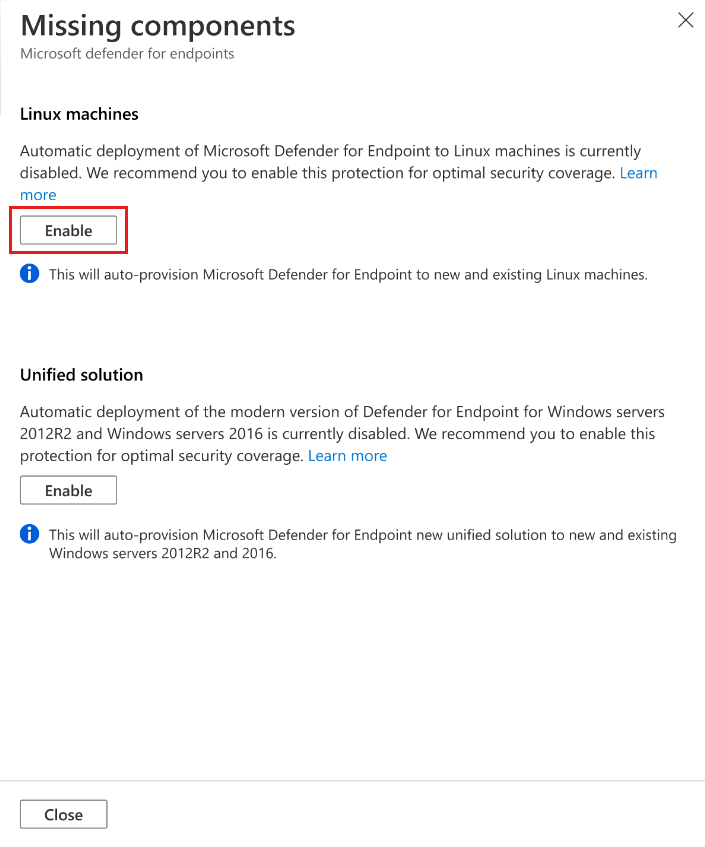 Missing components
Microsoft defender for endpoints
Linux machines
Automatic deployment of Microsoft Defender for Endpoint to Linux machines is currently
disabled. We recommend you to enable this protection for optimal security coverage. Learn
more
Enable
This will auto-provision Microsoft Defender for Endpoint to new and existing Linux machines.
Unified solution
Automatic deployment of the modern version of Defender for Endpoint for Windows servers
2012R2 and Windows servers 2016 is currently disabled. We recommend you to enable this
protection for optimal security coverage. Learn more
Enable
This will auto-provision Microsoft Defender for Endpoint new unified solution to new and existing
Windows servers 2012R2 and 2016.
Close